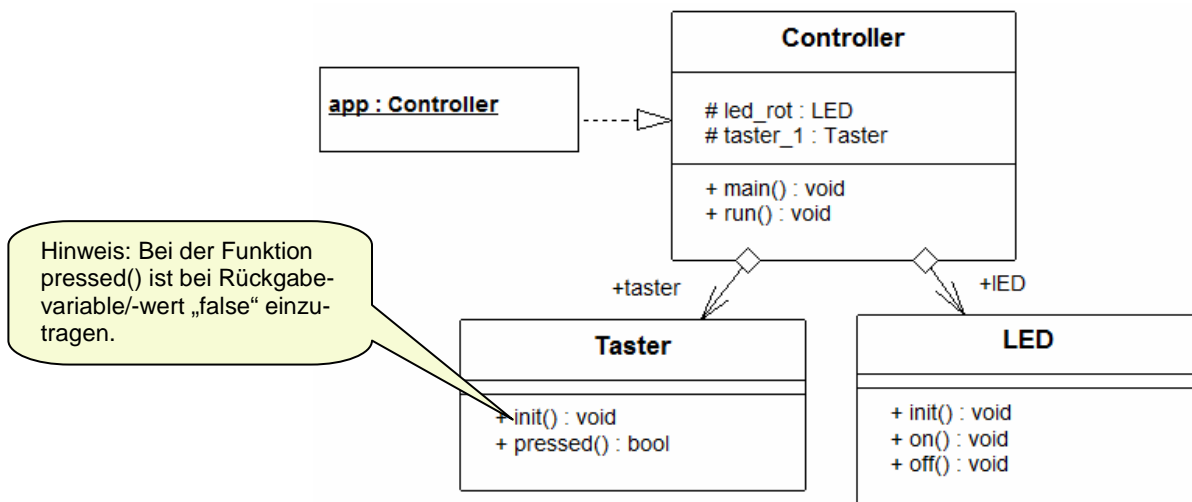 Controller
app : Controller
# led_rot : LED
# taster_1 : Taster
+ main() : void
+ run() : void
Hinweis: Bei der Funktion
pressed() ist bei Rückgabe-
variable/-wert „false“ einzu-
tragen.
+taster
+lED
Taster
+ init() : void
+ pressed() : bool
LED
+ init() : void
+ on() : void
+ off() : void